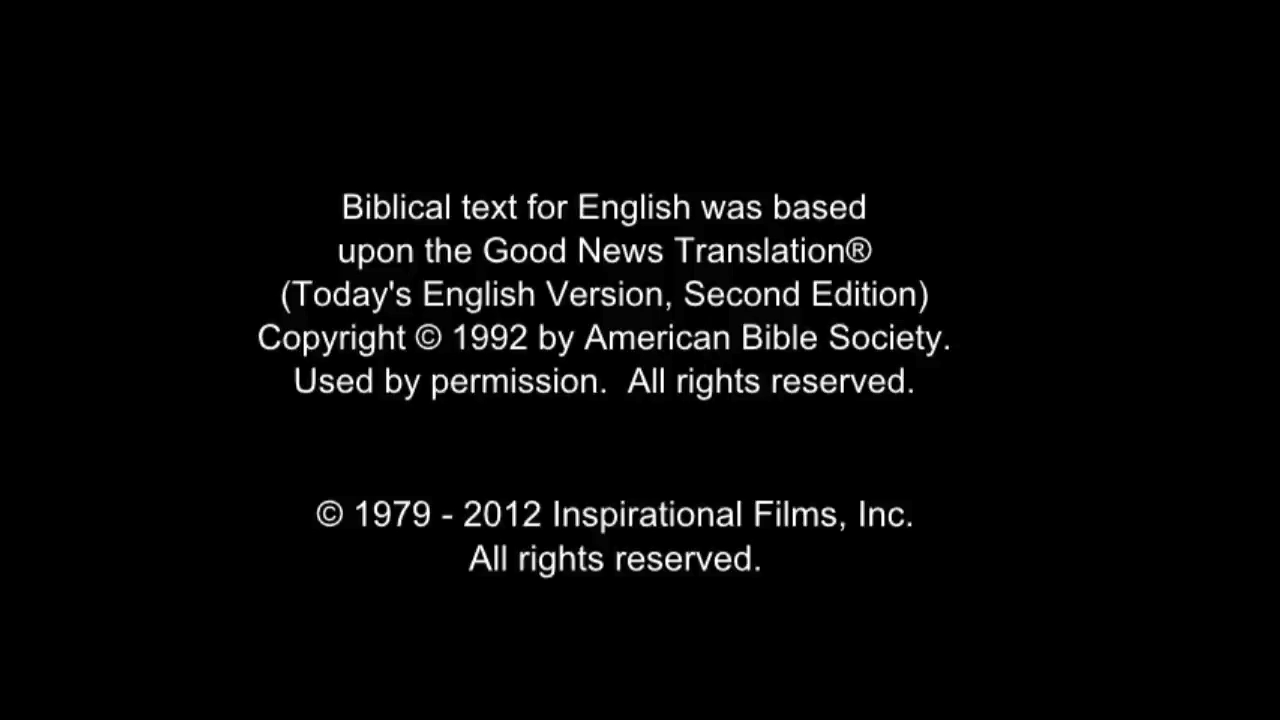 Biblical text for English was based
upon the Good News Translation®
(Today's English Version, Second Edition)
Copyright © 1992 by American Bible Society.
Used by permission.  All rights reserved.
© 1979 - 2012 Inspirational Films, Inc.
All rights reserved.